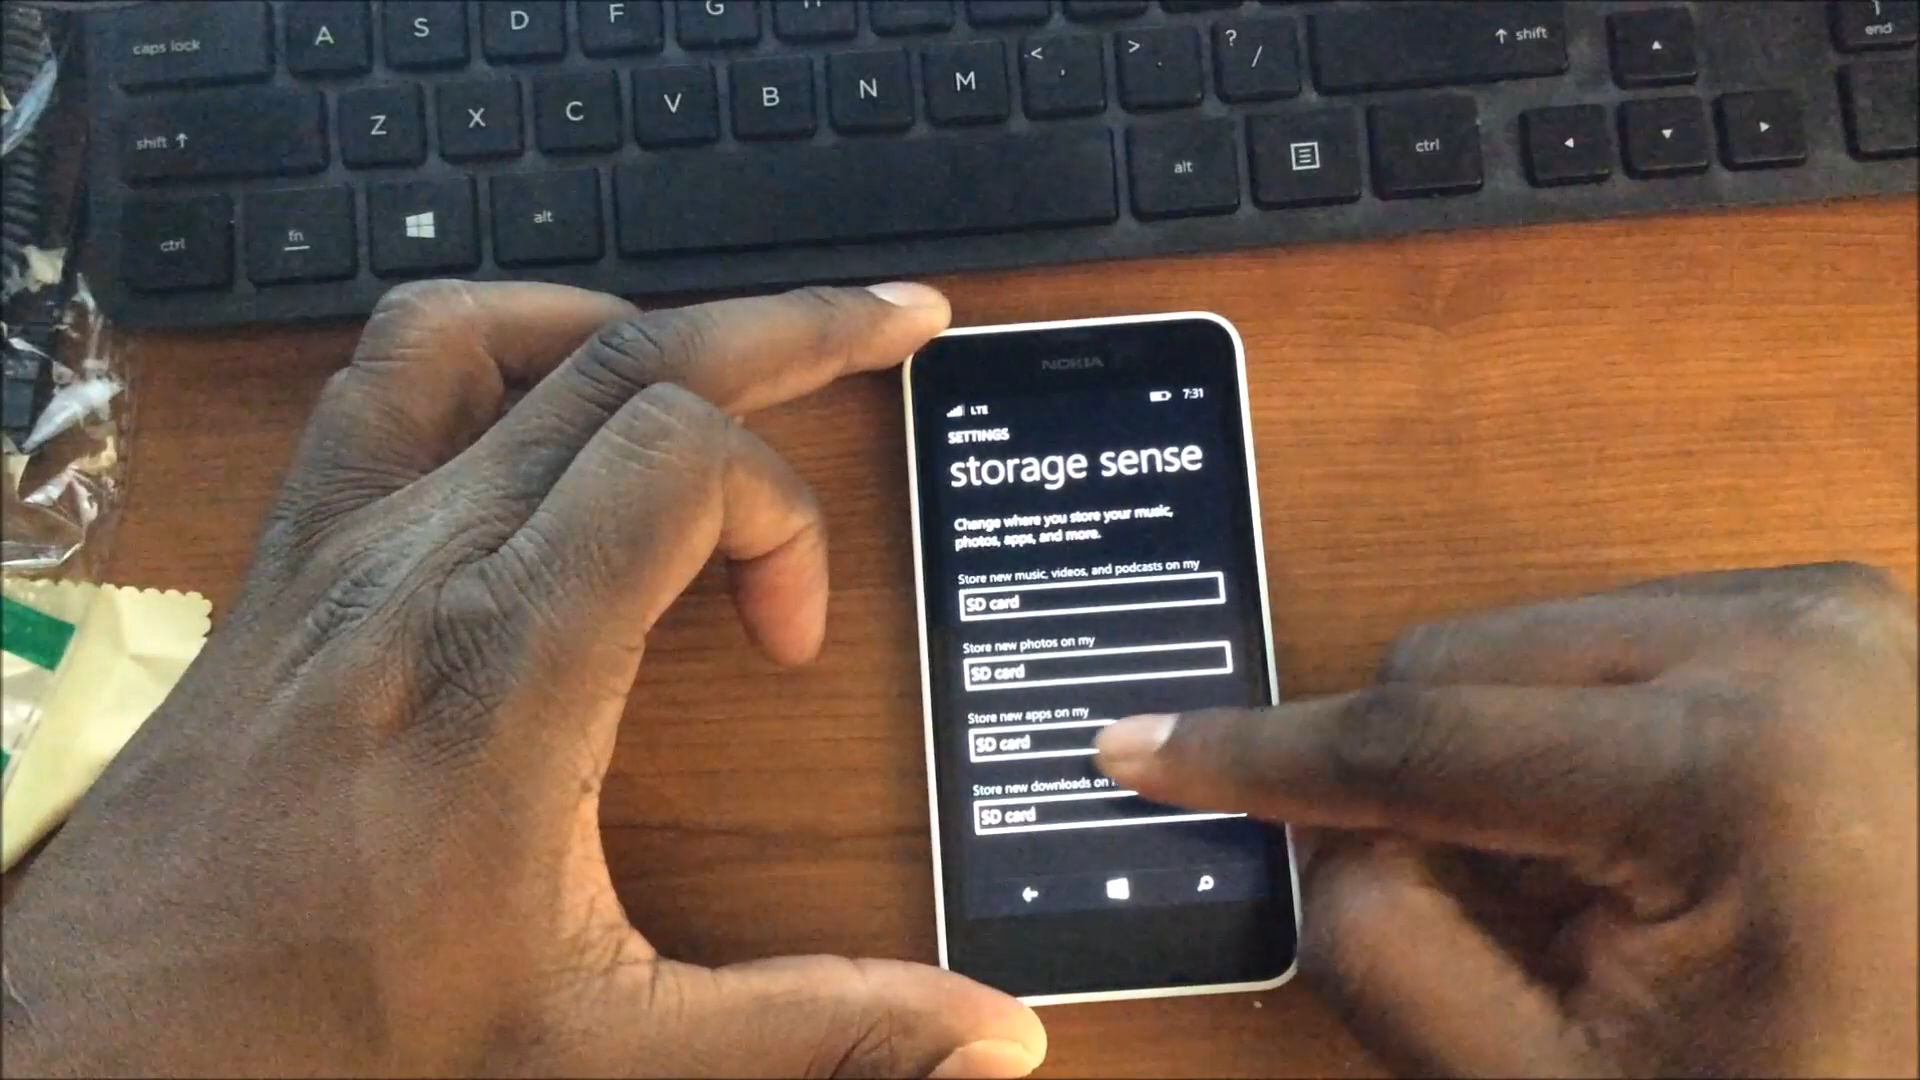 caps lock A S D F G
shift ↑ Z X C V B N M < , > . ? / ↑ shift end
ctrl fn alt alt ctrl
NOKIA
LTE 7:31
SETTINGS
storage sense
Change where you store your music,
photos, apps, and more.
Store new music, videos, and podcasts on my
SD card
Store new photos on my
SD card
Store new apps on my
SD card
Store new downloads on
SD card